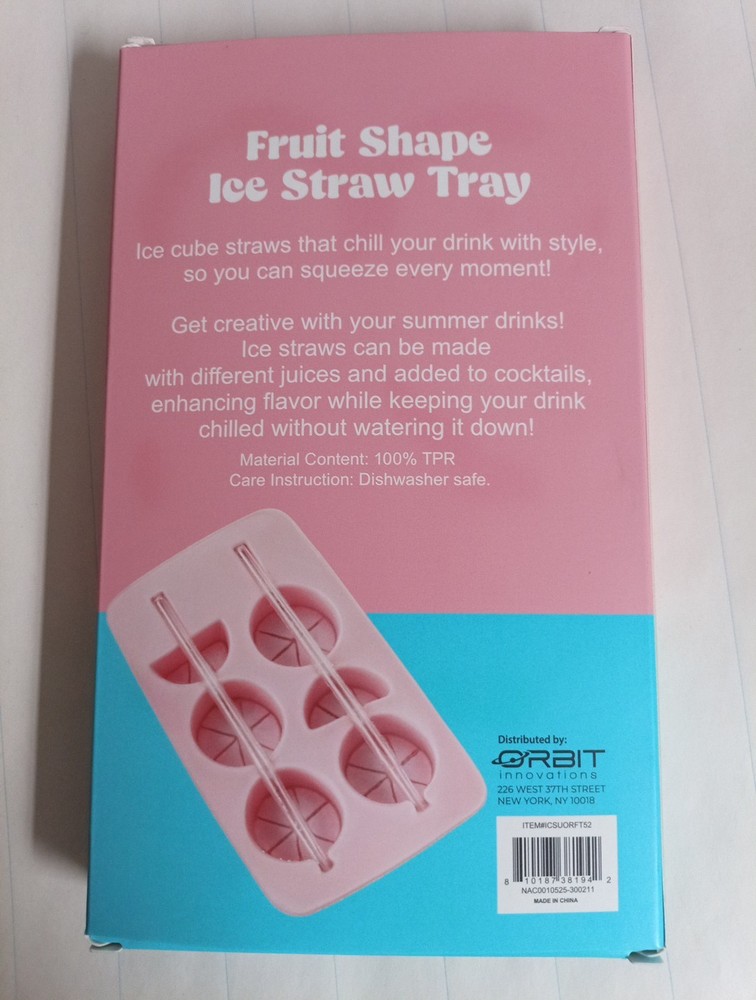 Fruit Shape
Ice Straw Tray
Ice cube straws that chill your drink with style,
so you can squeeze every moment!
Get creative with your summer drinks!
Ice straws can be made
with different juices and added to cocktails,
enhancing flavor while keeping your drink
chilled without watering it down!
Material Content: 100% TPR
Care Instruction: Dishwasher safe.
Distributed by:
ORBIT
innovations
226 WEST 37TH STREET
NEW YORK, NY 10018
ITEM#ICSUORFT52
8 10187 38194 2
NAC0010525-300211
MADE IN CHINA